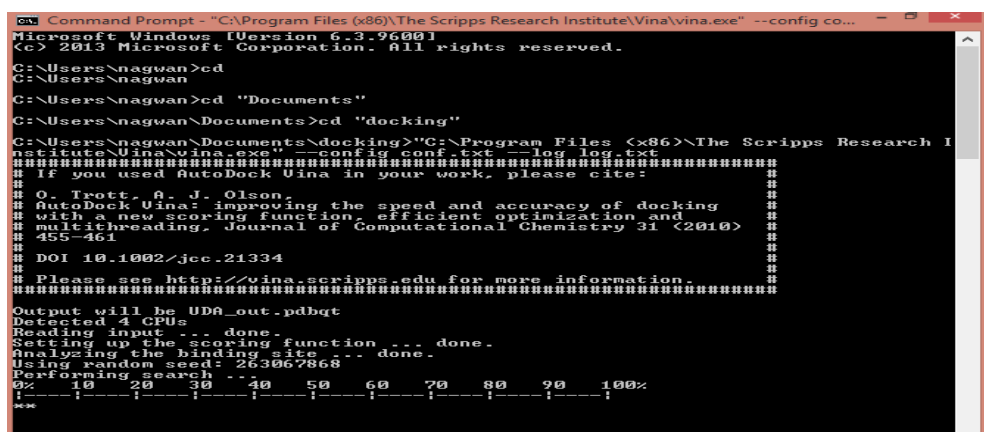 Command Prompt - "C:\Program Files (x86)\The Scripps Research Institute\Vina\vina.exe" --config co...
Microsoft Windows [Version 6.3.9600]
(c) 2013 Microsoft Corporation. All rights reserved.
C:\Users\nagwan>cd
C:\Users\nagwan
C:\Users\nagwan>cd "Documents"
C:\Users\nagwan\Documents>cd "docking"
C:\Users\nagwan\Documents\docking>"C:\Program Files (x86)\The Scripps Research I
nstitute\Vina\vina.exe" --config conf.txt --log log.txt
#################################################################
# If you used AutoDock Vina in your work, please cite: #
# #
# O. Trott, A. J. Olson, #
# AutoDock Vina: improving the speed and accuracy of docking #
# with a new scoring function, efficient optimization and #
# multithreading, Journal of Computational Chemistry 31 (2010) #
# 455-461 #
# #
# DOI 10.1002/jcc.21334 #
# #
# Please see http://vina.scripps.edu for more information. #
#################################################################
Output will be UDA_out.pdbqt
Detected 4 CPUs
Reading input ... done.
Setting up the scoring function ... done.
Analyzing the binding site ... done.
Using random seed: 263067868
Performing search ...
0% 10 20 30 40 50 60 70 80 90 100%
|----|----|----|----|----|----|----|----|----|----|
**